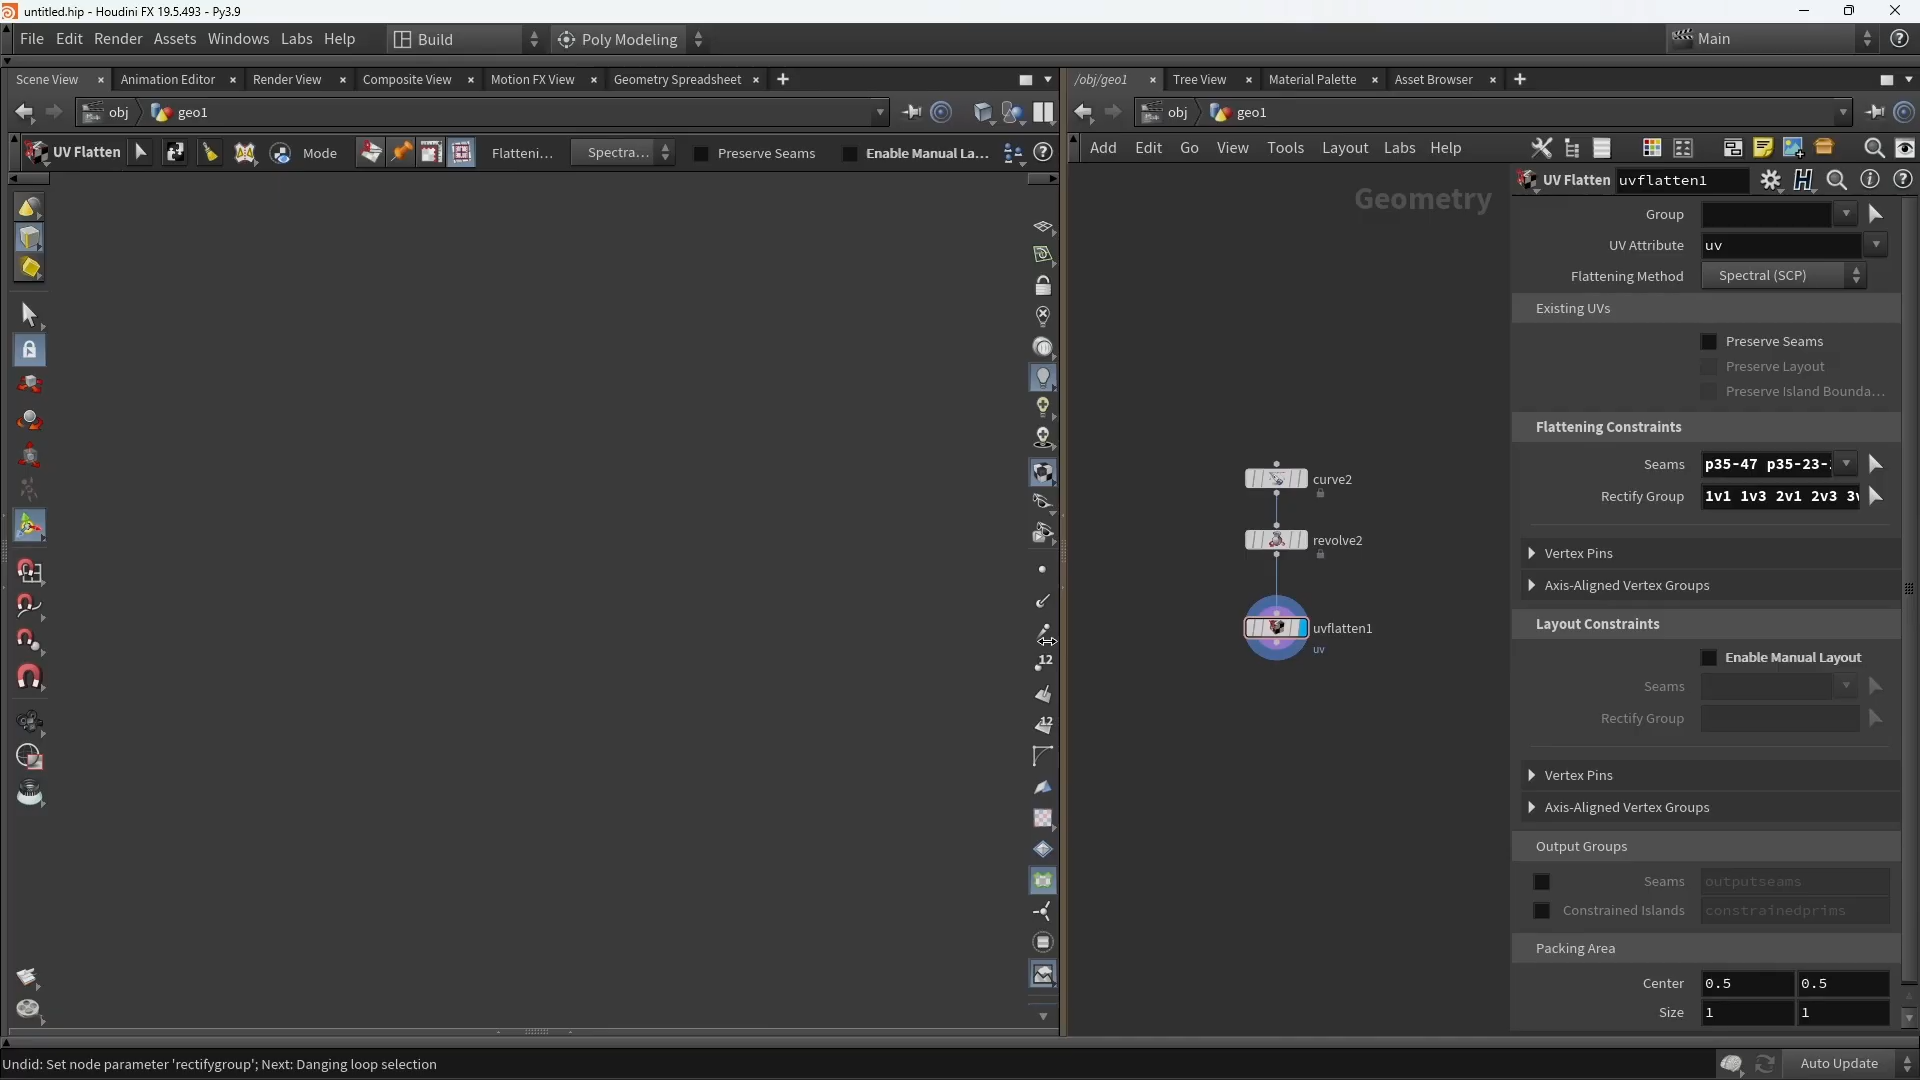 untitled.hip - Houdini FX 19.5.493 - Py3.9
File Edit Render Assets Windows Labs Help Build Poly Modeling Main
Scene View Animation Editor Render View Composite View Motion FX View Geometry Spreadsheet
/obj/geo1 Tree View Material Palette Asset Browser
obj geo1
obj geo1
UV Flatten Mode Flatteni... Spectra... Preserve Seams Enable Manual La...
Add Edit Go View Tools Layout Labs Help
Geometry
UV Flatten uvflatten1
Group
UV Attribute uv
Flattening Method Spectral (SCP)
Existing UVs
Preserve Seams
Preserve Layout
Preserve Island Bounda...
Flattening Constraints
Seams p35-47 p35-23-
Rectify Group 1v1 1v3 2v1 2v3 3v
Vertex Pins
Axis-Aligned Vertex Groups
Layout Constraints
Enable Manual Layout
Seams
Rectify Group
Vertex Pins
Axis-Aligned Vertex Groups
Output Groups
Seams outputseams
Constrained Islands constrainedprims
Packing Area
Center 0.5 0.5
Size 1 1
curve2
revolve2
uvflatten1
uv
12
12
Undid: Set node parameter 'rectifygroup'; Next: Danging loop selection
Auto Update